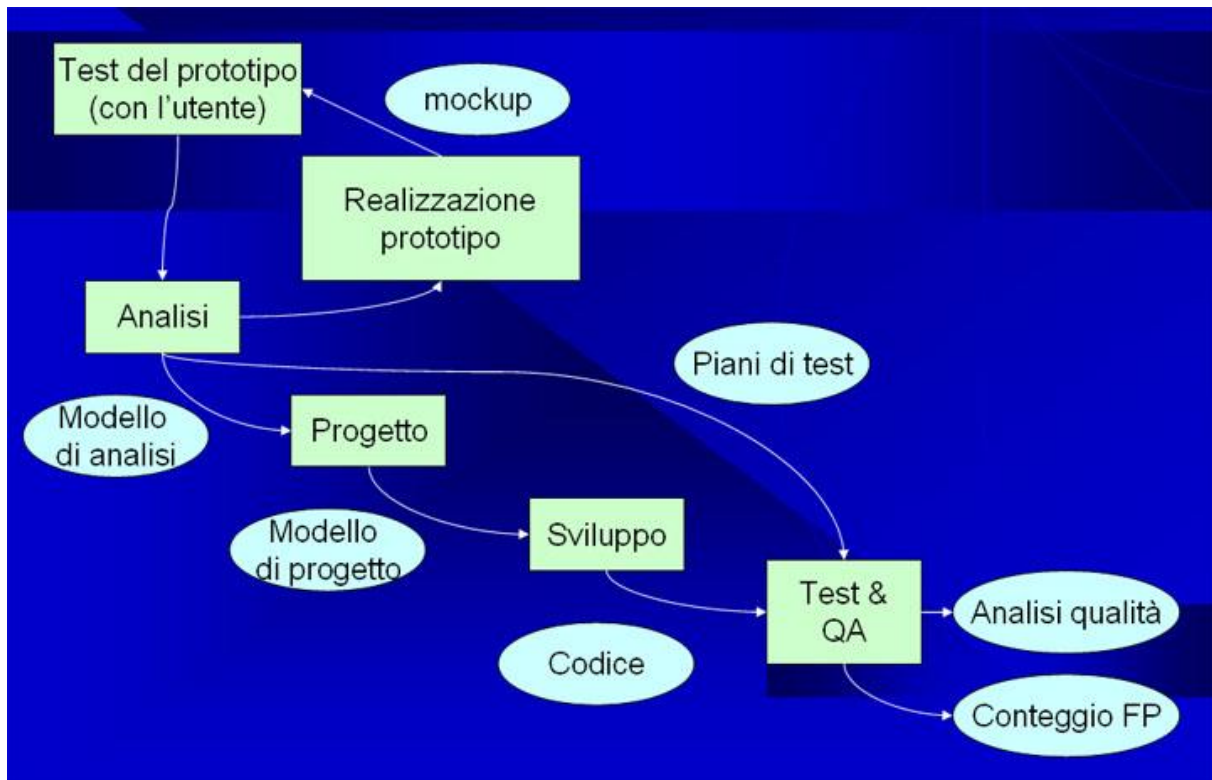 Test del prototipo
(con l'utente)
mockup
Realizzazione
prototipo
Analisi
Piani di test
Modello
di analisi
Progetto
Modello
di progetto
Sviluppo
Test &
QA
Analisi qualità
Codice
Conteggio FP